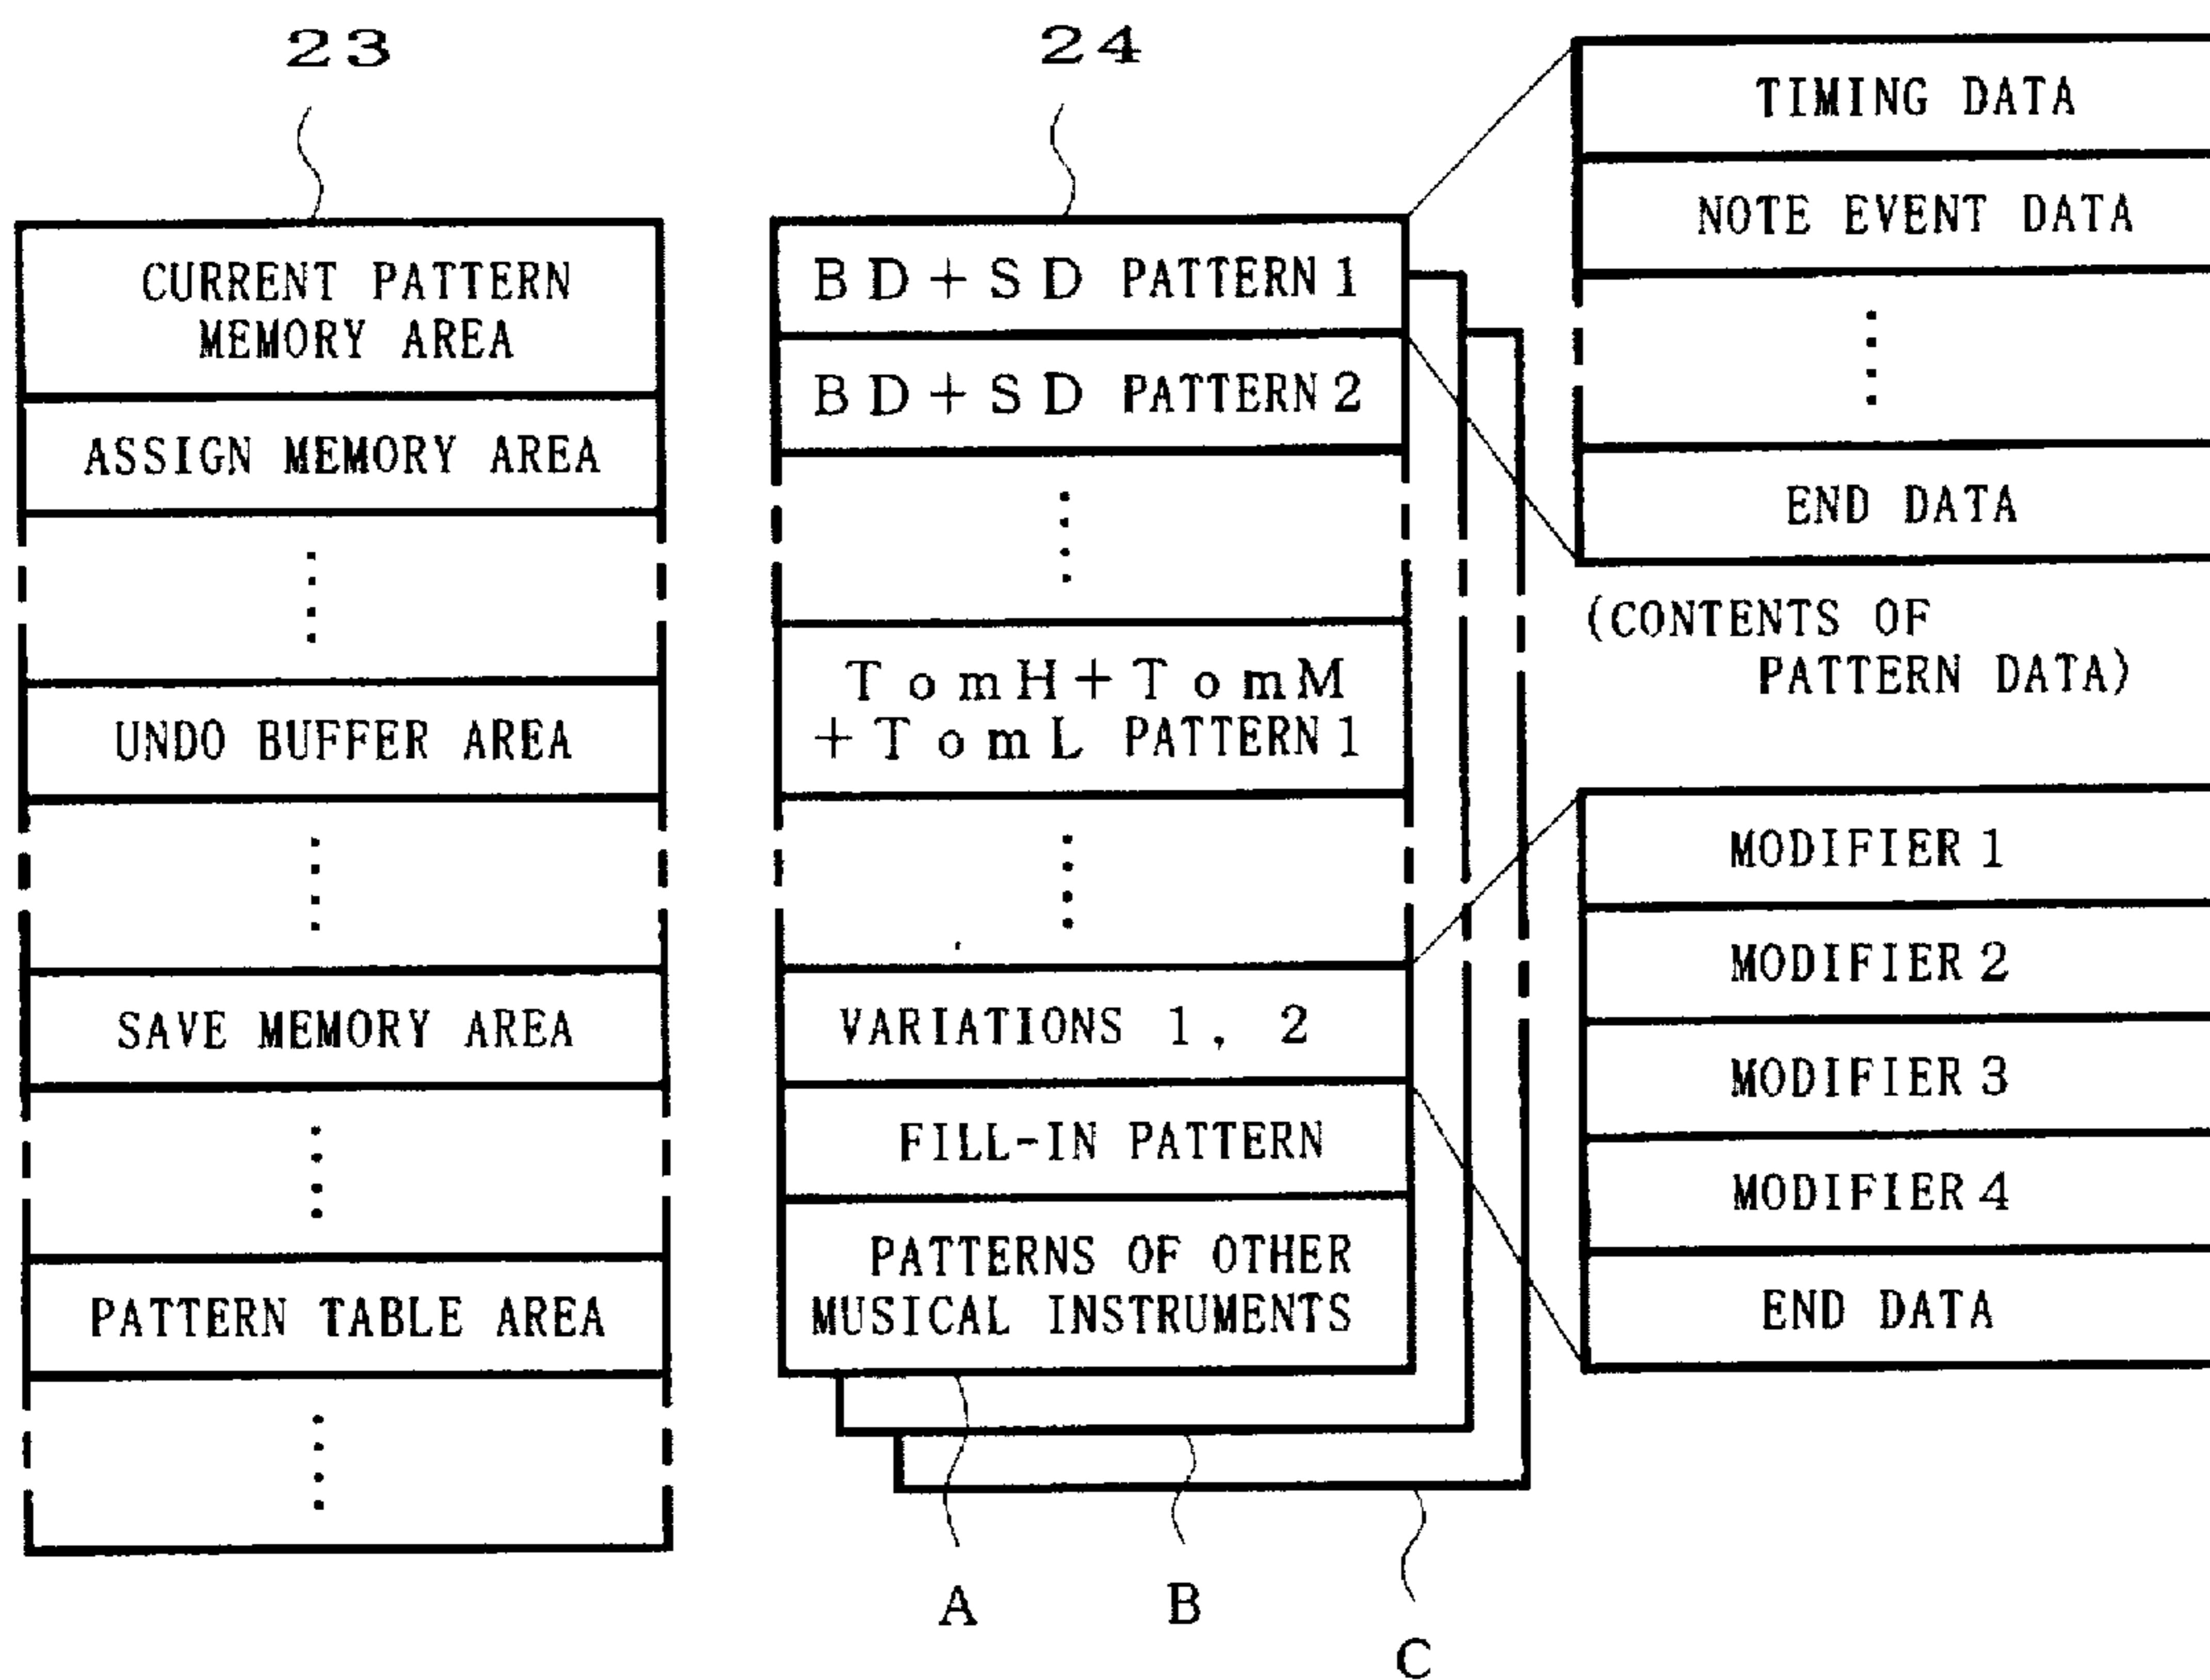 23
CURRENT PATTERN
MEMORY AREA
ASSIGN MEMORY AREA
UNDO BUFFER AREA
SAVE MEMORY AREA
PATTERN TABLE AREA
24
BD+SD PATTERN 1
BD+SD PATTERN 2
TomH+TomM
+TomL PATTERN 1
VARIATIONS 1, 2
FILL-IN PATTERN
PATTERNS OF OTHER
MUSICAL INSTRUMENTS
A
B
C
TIMING DATA
NOTE EVENT DATA
END DATA
(CONTENTS OF
PATTERN DATA)
MODIFIER 1
MODIFIER 2
MODIFIER 3
MODIFIER 4
END DATA